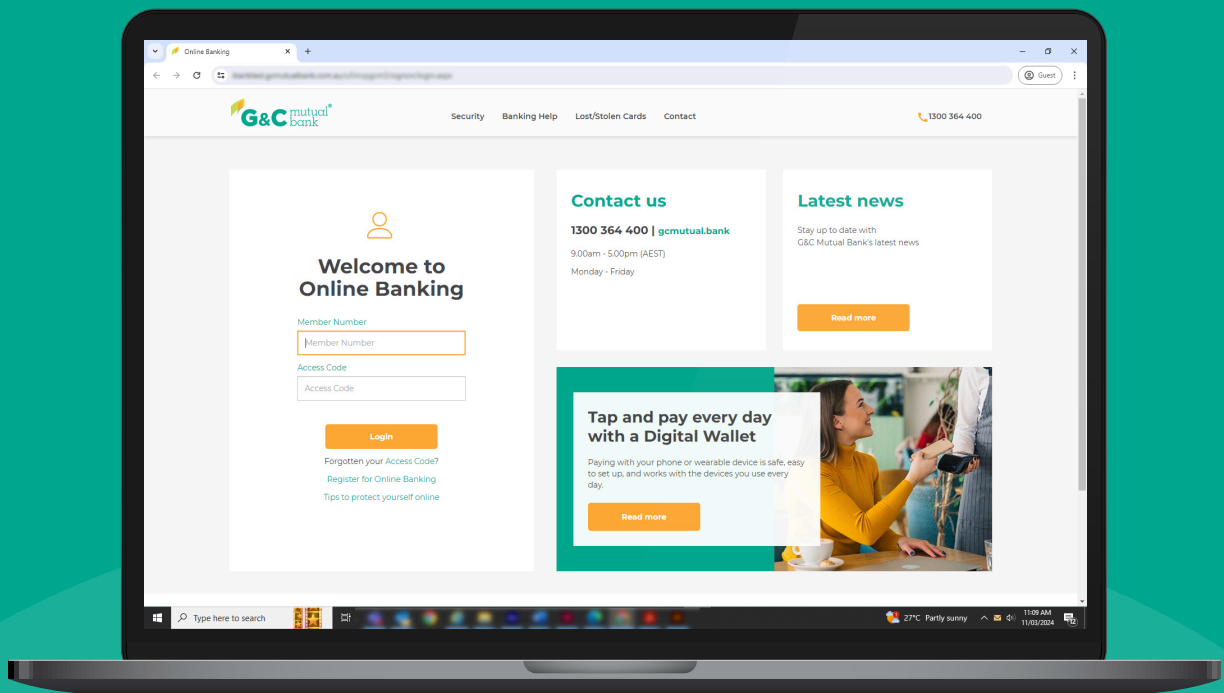 Online Banking
Guest
G&C mutual bank®
Security
Banking Help
Lost/Stolen Cards
Contact
1300 364 400
Welcome to
Online Banking
Member Number
Member Number
Access Code
Access Code
Login
Forgotten your Access Code?
Register for Online Banking
Tips to protect yourself online
Contact us
1300 364 400 | gcmutual.bank
9.00am - 5.00pm (AEST)
Monday - Friday
Latest news
Stay up to date with
G&C Mutual Bank's latest news
Read more
Tap and pay every day
with a Digital Wallet
Paying with your phone or wearable device is safe, easy
to set up, and works with the devices you use every
day.
Read more
Type here to search
27°C Partly sunny
11:09 AM
11/03/2024